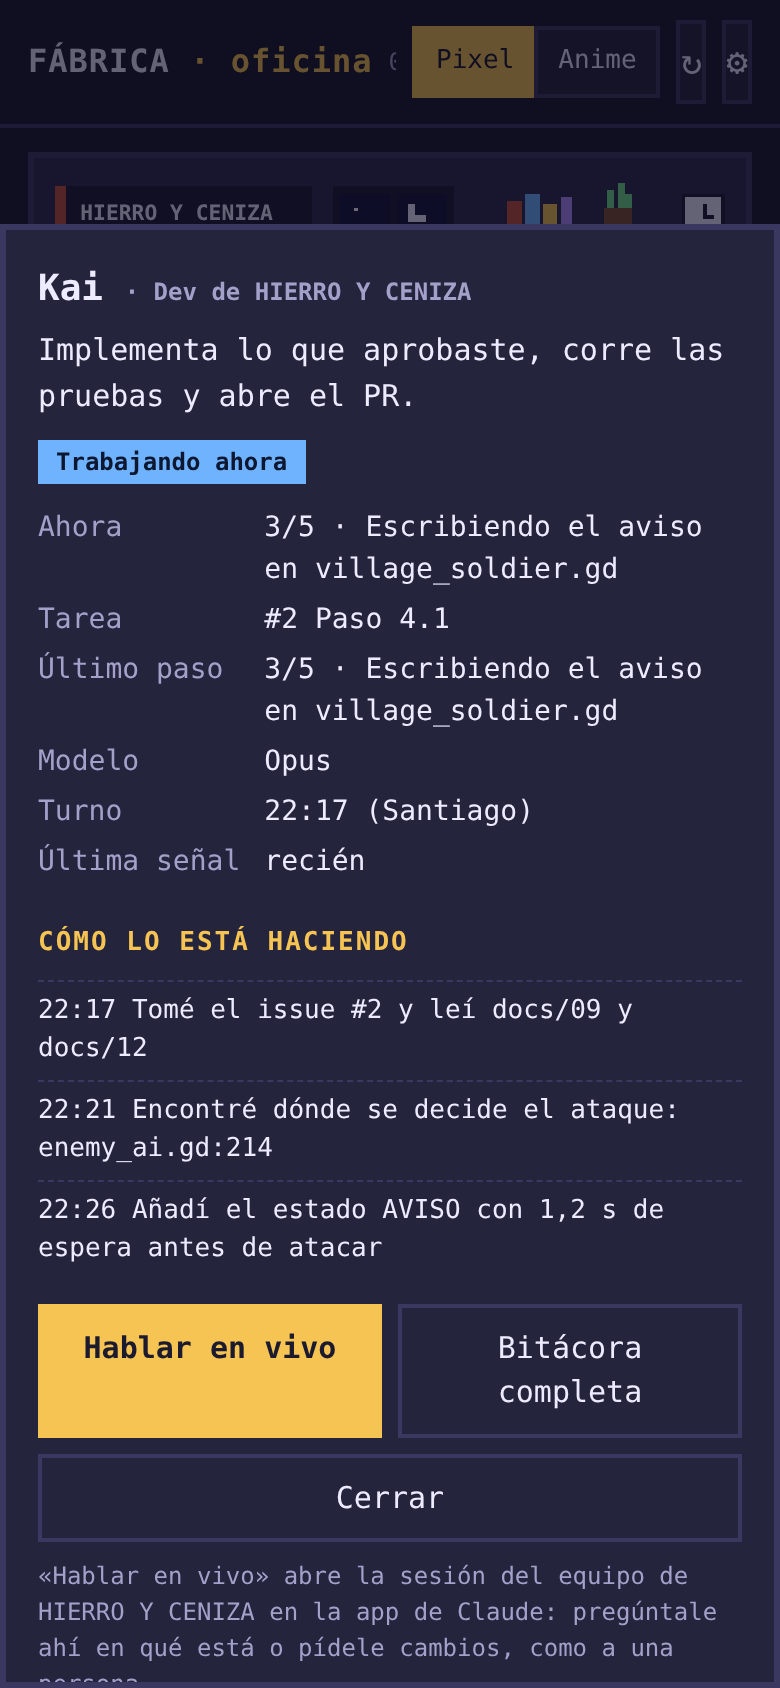 FÁBRICA · oficina
Pixel
Anime
↻
⚙
HIERRO Y CENIZA
Kai · Dev de HIERRO Y CENIZA
Implementa lo que aprobaste, corre las
pruebas y abre el PR.
Trabajando ahora
Ahora 3/5 · Escribiendo el aviso
en village_soldier.gd
Tarea #2 Paso 4.1
Último paso 3/5 · Escribiendo el aviso
en village_soldier.gd
Modelo Opus
Turno 22:17 (Santiago)
Última señal recién
CÓMO LO ESTÁ HACIENDO
22:17 Tomé el issue #2 y leí docs/09 y
docs/12
22:21 Encontré dónde se decide el ataque:
enemy_ai.gd:214
22:26 Añadí el estado AVISO con 1,2 s de
espera antes de atacar
Hablar en vivo
Bitácora
completa
Cerrar
«Hablar en vivo» abre la sesión del equipo de
HIERRO Y CENIZA en la app de Claude: pregúntale
ahí en qué está o pídele cambios, como a una